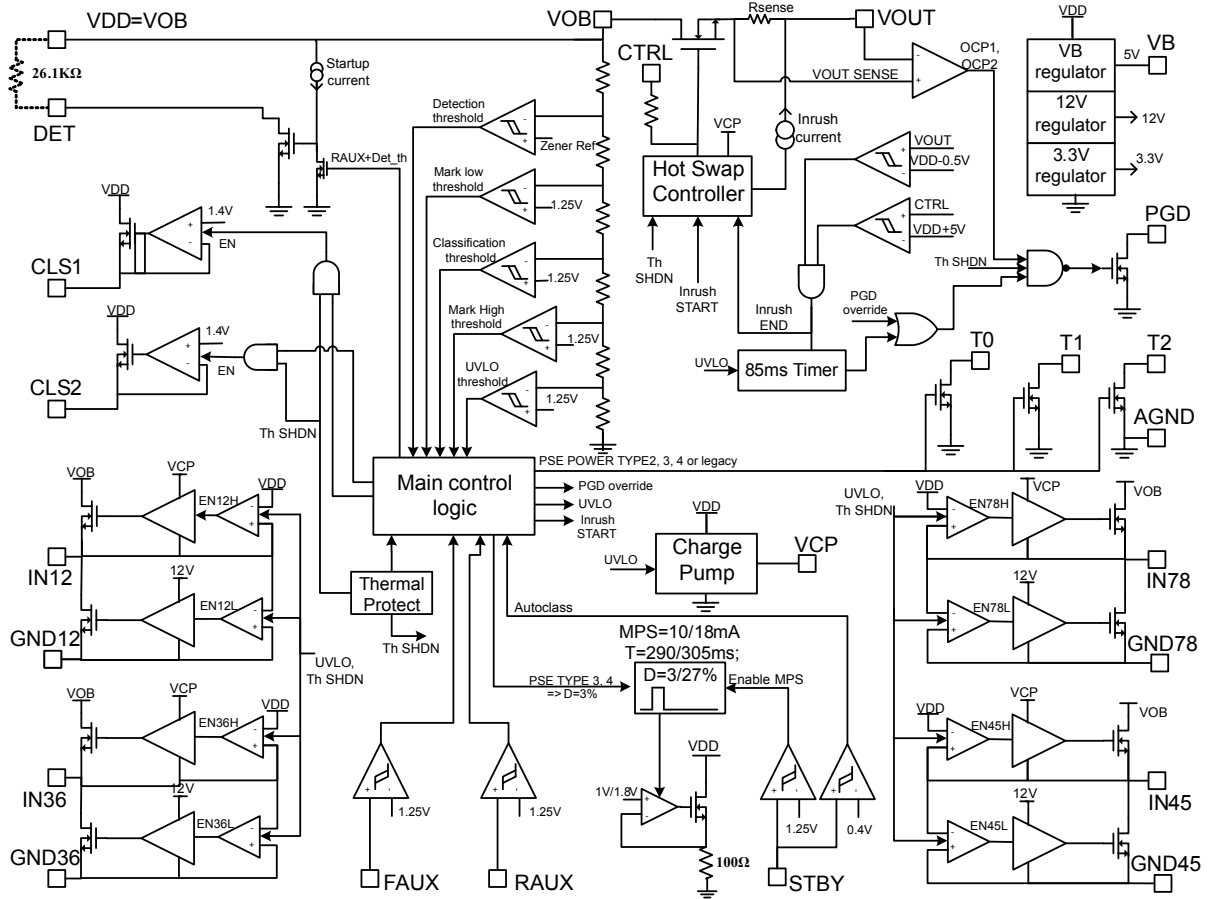 VDD=VOB
26.1KΩ
DET
Startup
current
RAUX+Det_th
VOB
Rsense
VOUT
CTRL
VCP
Inrush
current
VOUT SENSE
-
+
OCP1,
OCP2
VDD
VB
regulator
5V
VB
12V
regulator
12V
3.3V
regulator
3.3V
Detection
threshold
-
+
Zener Ref
Mark low
threshold
-
+
1.25V
Classification
threshold
-
+
1.25V
Mark High
threshold
-
+
1.25V
UVLO
threshold
-
+
1.25V
Hot Swap
Controller
Th
SHDN
Inrush
START
Inrush
END
VOUT
VDD-0.5V
+
-
CTRL
VDD+5V
+
-
PGD
override
UVLO
85ms Timer
Th SHDN
PGD
T0
T1
T2
AGND
VDD
1.4V
+
-
EN
CLS1
VDD
1.4V
+
-
EN
CLS2
Th SHDN
Main control
logic
PSE POWER TYPE2, 3, 4 or legacy
PGD override
UVLO
Inrush
START
Thermal
Protect
Th SHDN
VDD
UVLO
Charge
Pump
VCP
VOB
VCP
EN12H
VDD
-
+
IN12
12V
EN12L
-
+
GND12
UVLO,
Th SHDN
VOB
VCP
EN36H
VDD
-
+
IN36
12V
EN36L
-
+
GND36
Autoclass
MPS=10/18mA
T=290/305ms;
D=3/27%
PSE TYPE 3, 4
=> D=3%
Enable MPS
+
-
1.25V
FAUX
+
-
1.25V
RAUX
VDD
1V/1.8V
+
-
100Ω
+
-
1.25V
+
-
0.4V
STBY
UVLO,
Th SHDN
VDD
-
+
EN78H
VCP
VOB
IN78
-
+
EN78L
12V
GND78
VDD
-
+
EN45H
VCP
VOB
IN45
-
+
EN45L
12V
GND45